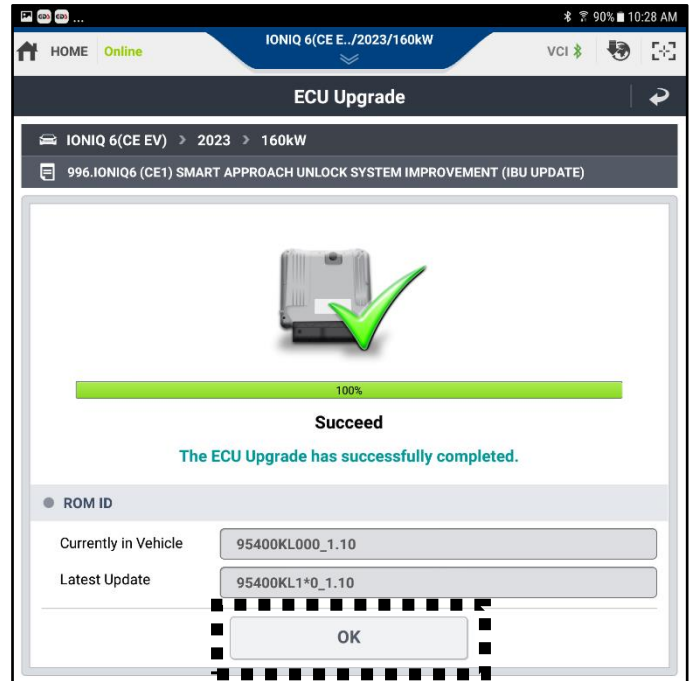 ... 90% 10:28 AM
HOME Online IONIQ 6(CE E../2023/160kW VCI
ECU Upgrade
IONIQ 6(CE EV) > 2023 > 160kW
996.IONIQ6 (CE1) SMART APPROACH UNLOCK SYSTEM IMPROVEMENT (IBU UPDATE)
100%
Succeed
The ECU Upgrade has successfully completed.
ROM ID
Currently in Vehicle 95400KL000_1.10
Latest Update 95400KL1*0_1.10
OK